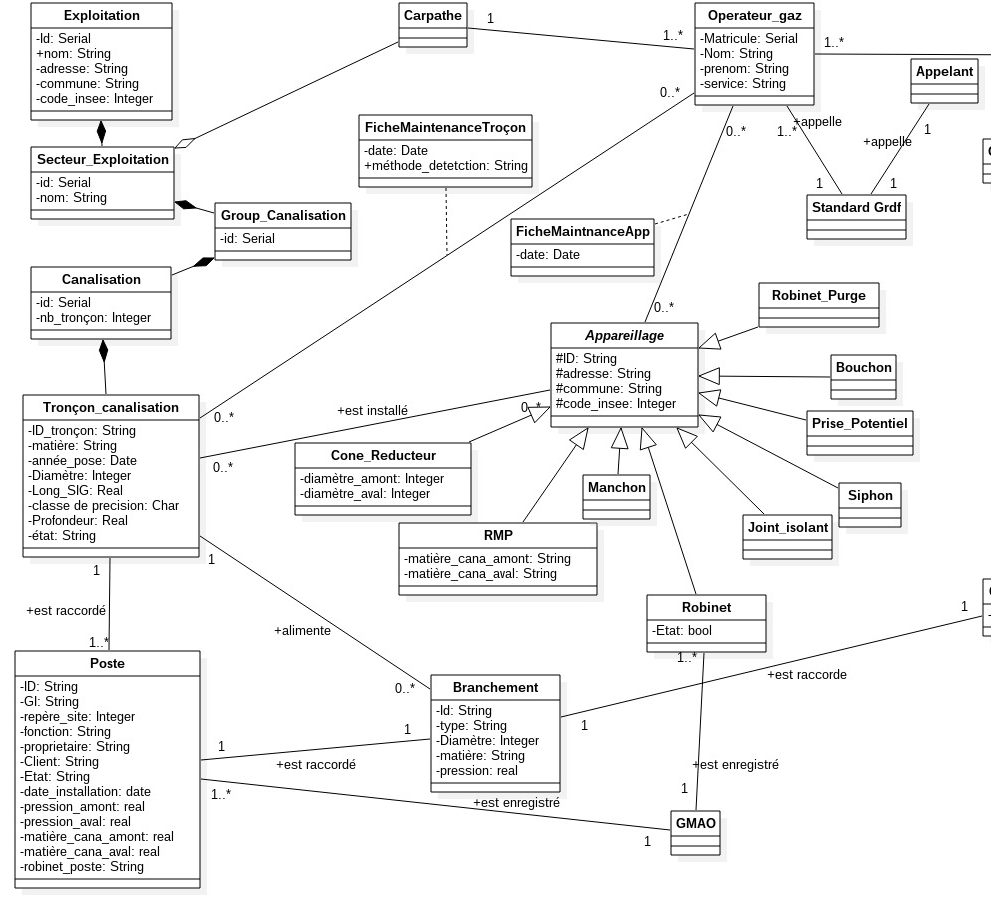 Exploitation
-Id: Serial
+nom: String
-adresse: String
-commune: String
-code_insee: Integer
Carpathe
1
1..*
Operateur_gaz
-Matricule: Serial
-Nom: String
-prenom: String
-service: String
1..*
Appelant
0..*
0..*
1..*
+appelle
+appelle
1
1
1
Standard Grdf
FicheMaintenanceTroçon
-date: Date
+méthode_detetction: String
Secteur_Exploitation
-id: Serial
-nom: String
Group_Canalisation
-id: Serial
FicheMaintnanceApp
-date: Date
Canalisation
-id: Serial
-nb_tronçon: Integer
0..*
Robinet_Purge
Appareillage
#ID: String
#adresse: String
#commune: String
#code_insee: Integer
Bouchon
Prise_Potentiel
Siphon
Joint_isolant
Manchon
Tronçon_canalisation
-ID_tronçon: String
-matière: String
-année_pose: Date
-Diamètre: Integer
-Long_SIG: Real
-classe de precision: Char
-Profondeur: Real
-état: String
0..*
+est installé
0..*
0..*
Cone_Reducteur
-diamètre_amont: Integer
-diamètre_aval: Integer
RMP
-matière_cana_amont: String
-matière_cana_aval: String
1
1
+est raccordé
1..*
+alimente
0..*
Robinet
-Etat: bool
1..*
1
+est raccorde
1
Poste
-ID: String
-GI: String
-repère_site: Integer
-fonction: String
-proprietaire: String
-Client: String
-Etat: String
-date_installation: date
-pression_amont: real
-pression_aval: real
-matière_cana_amont: real
-matière_cana_aval: real
-robinet_poste: String
Branchement
-Id: String
-type: String
-Diamètre: Integer
-matière: String
-pression: real
1
1
+est raccordé
1..*
+est enregistré
1
+est enregistré
1
GMAO